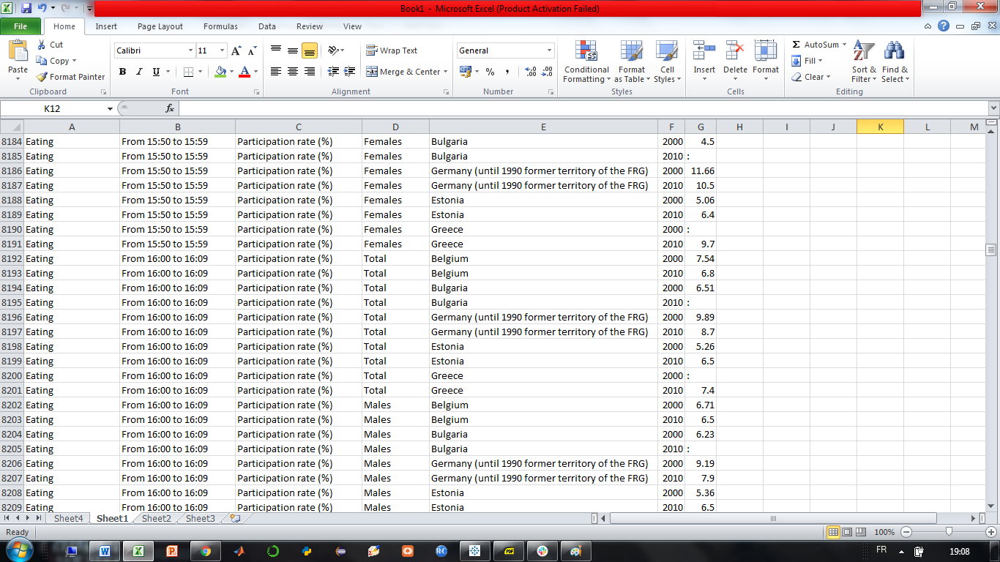 Book1 - Microsoft Excel (Product Activation Failed)
File Home Insert Page Layout Formulas Data Review View
Paste Cut Copy Format Painter Clipboard
Calibri 11 B I U Font
Wrap Text Merge & Center Alignment
General % , Number
Conditional Formatting Format as Table Cell Styles Styles
Insert Delete Format Cells
Σ AutoSum Fill Clear Sort & Filter Find & Select Editing
K12 fx
A B C D E F G H I J K L M
8184 Eating From 15:50 to 15:59 Participation rate (%) Females Bulgaria 2000 4.5
8185 Eating From 15:50 to 15:59 Participation rate (%) Females Bulgaria 2010 :
8186 Eating From 15:50 to 15:59 Participation rate (%) Females Germany (until 1990 former territory of the FRG) 2000 11.66
8187 Eating From 15:50 to 15:59 Participation rate (%) Females Germany (until 1990 former territory of the FRG) 2010 10.5
8188 Eating From 15:50 to 15:59 Participation rate (%) Females Estonia 2000 5.06
8189 Eating From 15:50 to 15:59 Participation rate (%) Females Estonia 2010 6.4
8190 Eating From 15:50 to 15:59 Participation rate (%) Females Greece 2000 :
8191 Eating From 15:50 to 15:59 Participation rate (%) Females Greece 2010 9.7
8192 Eating From 16:00 to 16:09 Participation rate (%) Total Belgium 2000 7.54
8193 Eating From 16:00 to 16:09 Participation rate (%) Total Belgium 2010 6.8
8194 Eating From 16:00 to 16:09 Participation rate (%) Total Bulgaria 2000 6.51
8195 Eating From 16:00 to 16:09 Participation rate (%) Total Bulgaria 2010 :
8196 Eating From 16:00 to 16:09 Participation rate (%) Total Germany (until 1990 former territory of the FRG) 2000 9.89
8197 Eating From 16:00 to 16:09 Participation rate (%) Total Germany (until 1990 former territory of the FRG) 2010 8.7
8198 Eating From 16:00 to 16:09 Participation rate (%) Total Estonia 2000 5.26
8199 Eating From 16:00 to 16:09 Participation rate (%) Total Estonia 2010 6.5
8200 Eating From 16:00 to 16:09 Participation rate (%) Total Greece 2000 :
8201 Eating From 16:00 to 16:09 Participation rate (%) Total Greece 2010 7.4
8202 Eating From 16:00 to 16:09 Participation rate (%) Males Belgium 2000 6.71
8203 Eating From 16:00 to 16:09 Participation rate (%) Males Belgium 2010 6.5
8204 Eating From 16:00 to 16:09 Participation rate (%) Males Bulgaria 2000 6.23
8205 Eating From 16:00 to 16:09 Participation rate (%) Males Bulgaria 2010 :
8206 Eating From 16:00 to 16:09 Participation rate (%) Males Germany (until 1990 former territory of the FRG) 2000 9.19
8207 Eating From 16:00 to 16:09 Participation rate (%) Males Germany (until 1990 former territory of the FRG) 2010 7.9
8208 Eating From 16:00 to 16:09 Participation rate (%) Males Estonia 2000 5.36
8209 Eating From 16:00 to 16:09 Participation rate (%) Males Estonia 2010 6.5
Sheet4 Sheet1 Sheet2 Sheet3
Ready 100%
FR 19:08